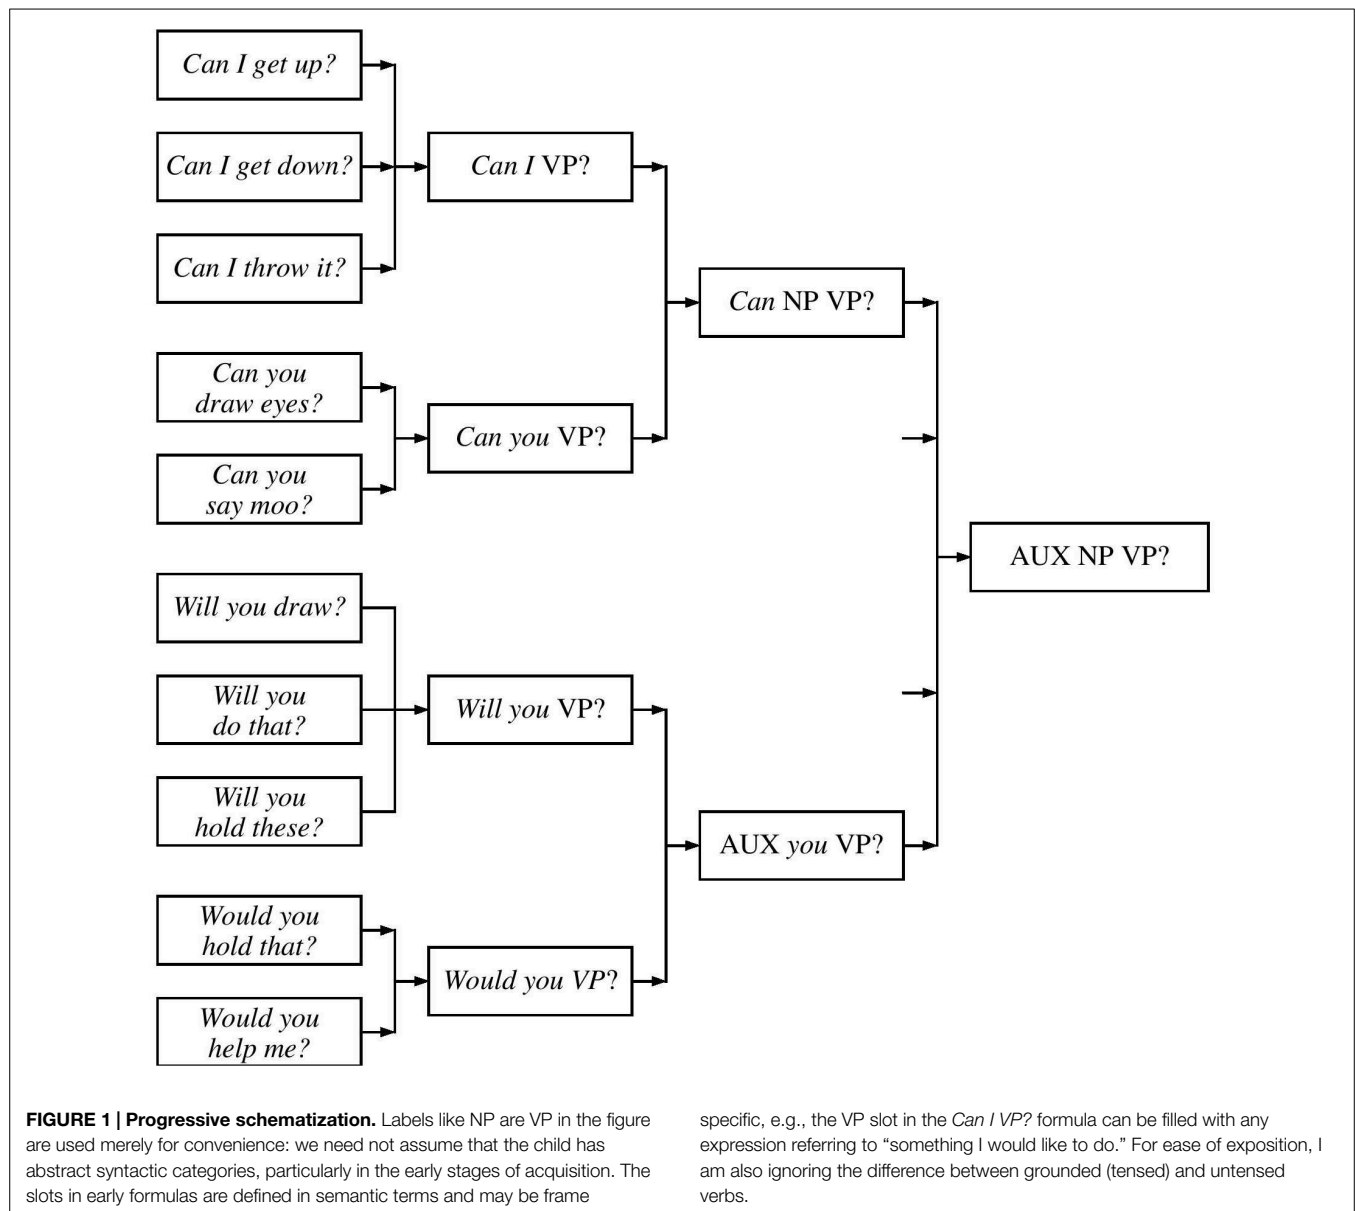 Can I get up?
Can I get down?
Can I VP?
Can I throw it?
Can NP VP?
Can you
draw eyes?
Can you VP?
Can you
say moo?
AUX NP VP?
Will you draw?
Will you
do that?
Will you VP?
Will you
hold these?
AUX you VP?
Would you
hold that?
Would you VP?
Would you
help me?
FIGURE 1 | Progressive schematization. Labels like NP are VP in the figure
are used merely for convenience: we need not assume that the child has
abstract syntactic categories, particularly in the early stages of acquisition. The
slots in early formulas are defined in semantic terms and may be frame
specific, e.g., the VP slot in the Can I VP? formula can be filled with any
expression referring to “something I would like to do.” For ease of exposition, I
am also ignoring the difference between grounded (tensed) and untensed
verbs.